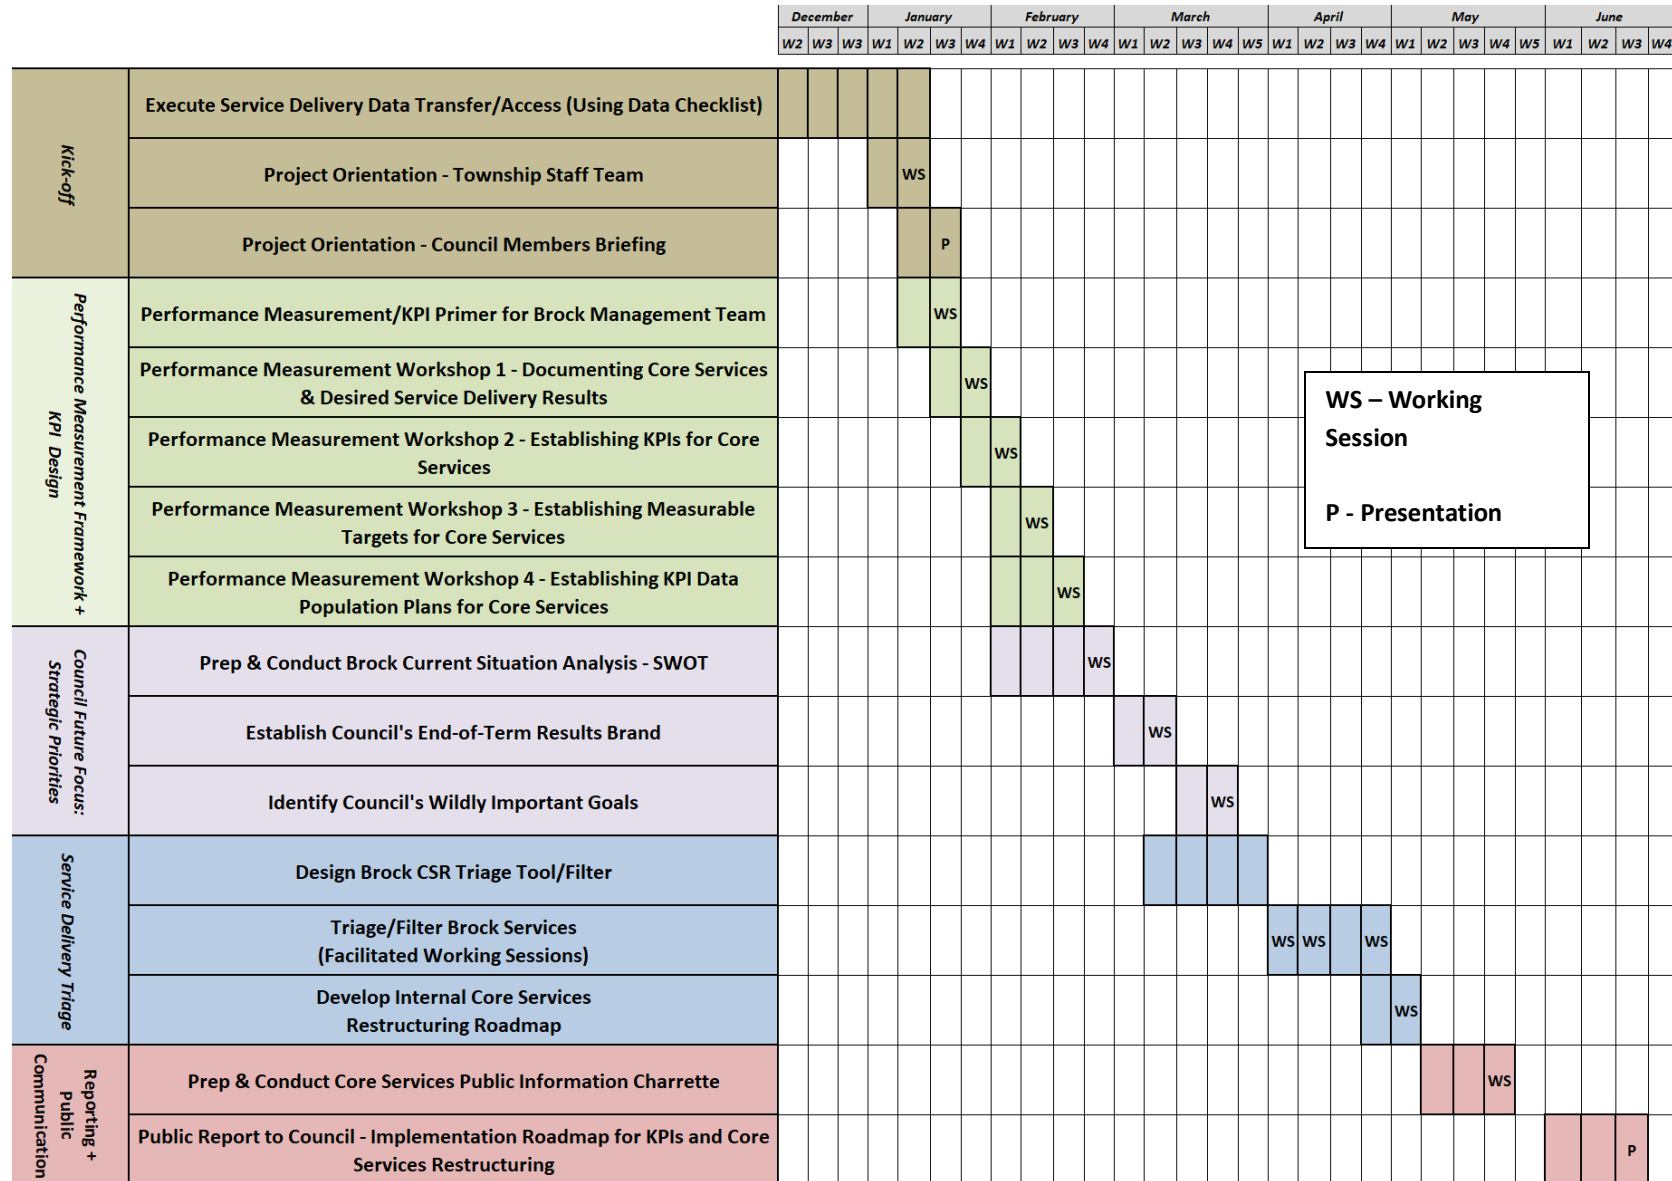 December January February March April May June
W2 W3 W3 W1 W2 W3 W4 W1 W2 W3 W4 W1 W2 W3 W4 W5 W1 W2 W3 W4 W1 W2 W3 W4 W5 W1 W2 W3 W4
Kick-off
Execute Service Delivery Data Transfer/Access (Using Data Checklist)
Project Orientation - Township Staff Team
WS
Project Orientation - Council Members Briefing
P
Performance Measurement Framework +
KPI Design
Performance Measurement/KPI Primer for Brock Management Team
WS
Performance Measurement Workshop 1 - Documenting Core Services
& Desired Service Delivery Results
WS
Performance Measurement Workshop 2 - Establishing KPIs for Core
Services
WS
Performance Measurement Workshop 3 - Establishing Measurable
Targets for Core Services
WS
Performance Measurement Workshop 4 - Establishing KPI Data
Population Plans for Core Services
WS
WS – Working
Session
P - Presentation
Council Future Focus:
Strategic Priorities
Prep & Conduct Brock Current Situation Analysis - SWOT
WS
Establish Council's End-of-Term Results Brand
WS
Identify Council's Wildly Important Goals
WS
Service Delivery Triage
Design Brock CSR Triage Tool/Filter
Triage/Filter Brock Services
(Facilitated Working Sessions)
WS WS WS
Develop Internal Core Services
Restructuring Roadmap
WS
Reporting +
Public
Communication
Prep & Conduct Core Services Public Information Charrette
WS
Public Report to Council - Implementation Roadmap for KPIs and Core
Services Restructuring
P